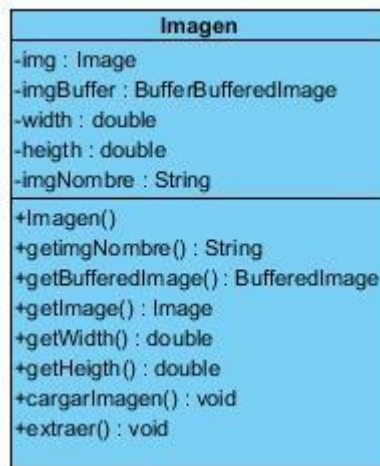 Imagen
-img : Image
-imgBuffer : BufferBufferedImage
-width : double
-heigth : double
-imgNombre : String
+Imagen()
+getimgNombre() : String
+getBufferedImage() : BufferedImage
+getImage() : Image
+getWidth() : double
+getHeigth() : double
+cargarImagen() : void
+extraer() : void